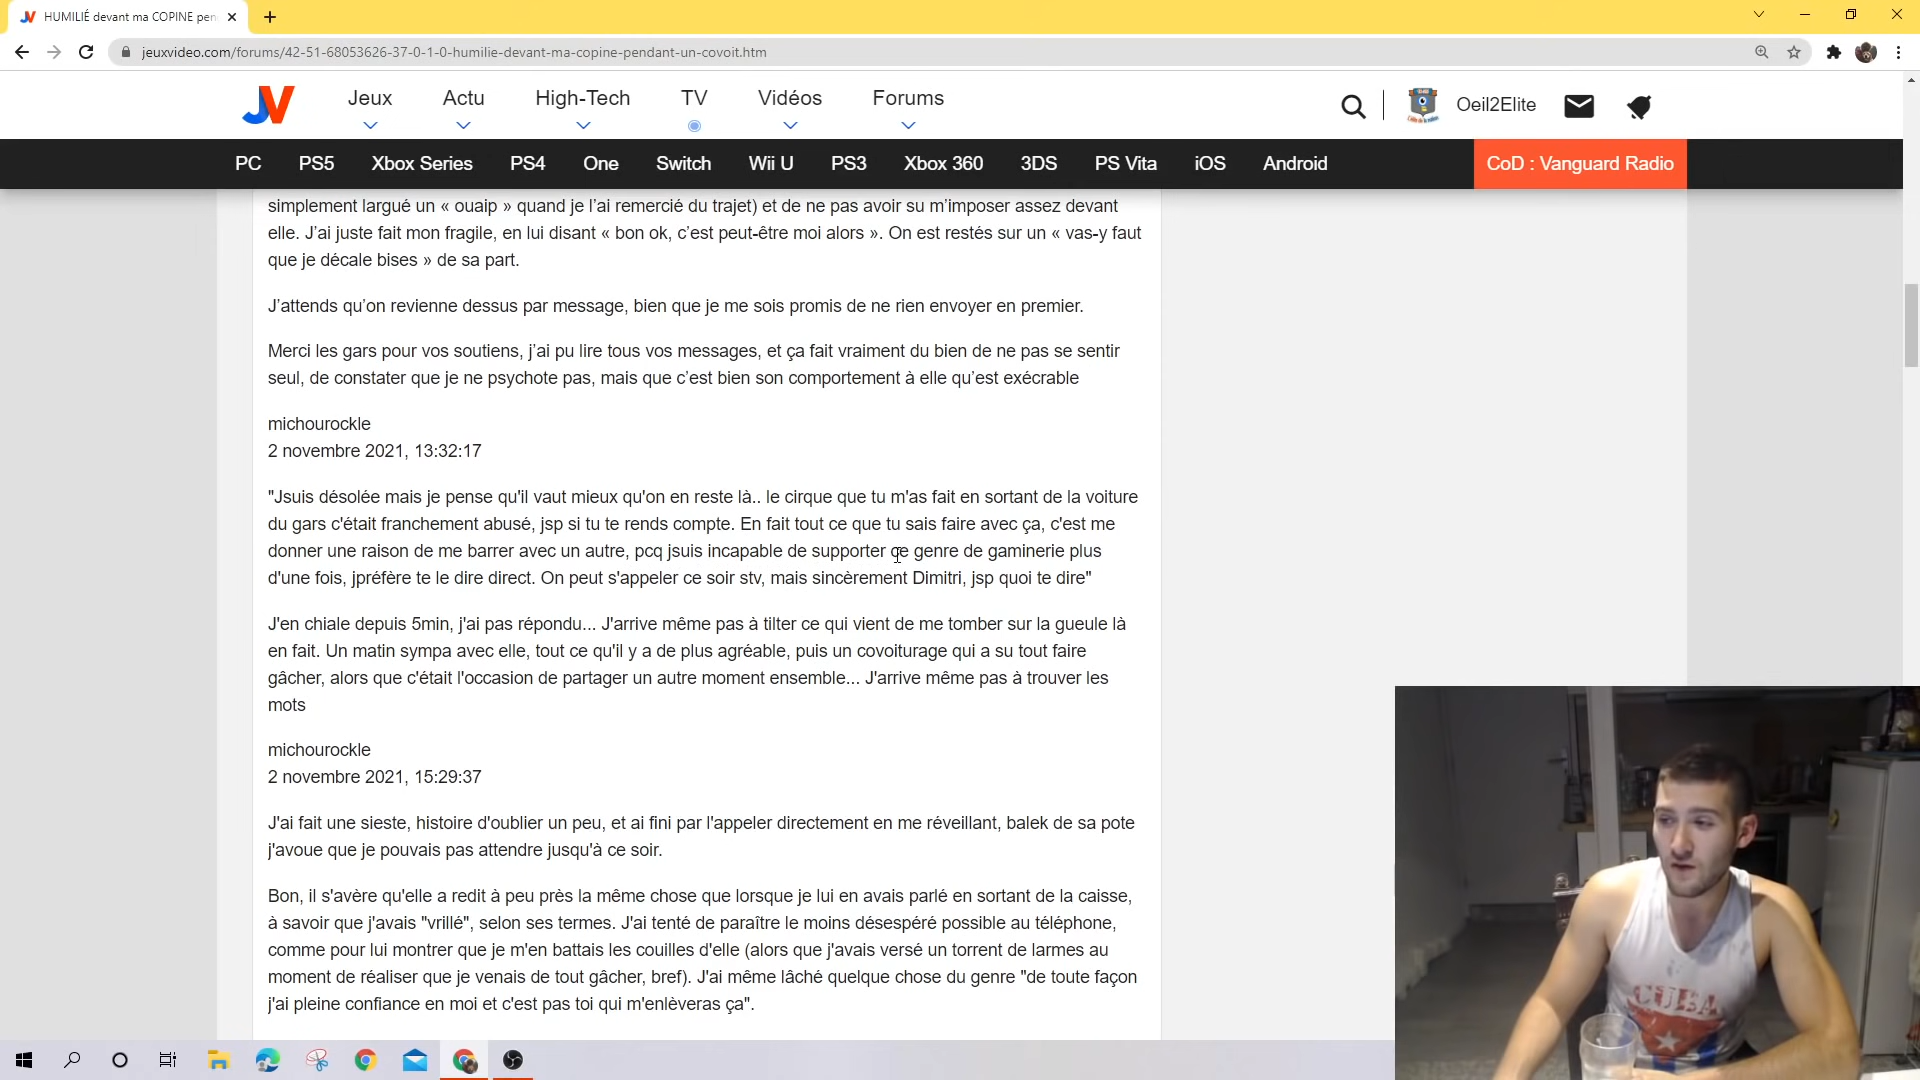 HUMILIÉ devant ma COPINE pen
jeuxvideo.com/forums/42-51-68053626-37-0-1-0-humilie-devant-ma-copine-pendant-un-covoit.htm
JV
Jeux
Actu
High-Tech
TV
Vidéos
Forums
Oeil2Elite
PC
PS5
Xbox Series
PS4
One
Switch
Wii U
PS3
Xbox 360
3DS
PS Vita
iOS
Android
CoD : Vanguard Radio
simplement largué un « ouaip » quand je l’ai remercié du trajet) et de ne pas avoir su m’imposer assez devant
elle. J’ai juste fait mon fragile, en lui disant « bon ok, c’est peut-être moi alors ». On est restés sur un « vas-y faut
que je décale bises » de sa part.
J’attends qu’on revienne dessus par message, bien que je me sois promis de ne rien envoyer en premier.
Merci les gars pour vos soutiens, j’ai pu lire tous vos messages, et ça fait vraiment du bien de ne pas se sentir
seul, de constater que je ne psychote pas, mais que c’est bien son comportement à elle qu’est exécrable
michourockle
2 novembre 2021, 13:32:17
"Jsuis désolée mais je pense qu'il vaut mieux qu'on en reste là.. le cirque que tu m'as fait en sortant de la voiture
du gars c'était franchement abusé, jsp si tu te rends compte. En fait tout ce que tu sais faire avec ça, c'est me
donner une raison de me barrer avec un autre, pcq jsuis incapable de supporter ce genre de gaminerie plus
d'une fois, jpréfère te le dire direct. On peut s'appeler ce soir stv, mais sincèrement Dimitri, jsp quoi te dire"
J'en chiale depuis 5min, j'ai pas répondu... J'arrive même pas à tilter ce qui vient de me tomber sur la gueule là
en fait. Un matin sympa avec elle, tout ce qu'il y a de plus agréable, puis un covoiturage qui a su tout faire
gâcher, alors que c'était l'occasion de partager un autre moment ensemble... J'arrive même pas à trouver les
mots
michourockle
2 novembre 2021, 15:29:37
J'ai fait une sieste, histoire d'oublier un peu, et ai fini par l'appeler directement en me réveillant, balek de sa pote
j'avoue que je pouvais pas attendre jusqu'à ce soir.
Bon, il s'avère qu'elle a redit à peu près la même chose que lorsque je lui en avais parlé en sortant de la caisse,
à savoir que j'avais "vrillé", selon ses termes. J'ai tenté de paraître le moins désespéré possible au téléphone,
comme pour lui montrer que je m'en battais les couilles d'elle (alors que j'avais versé un torrent de larmes au
moment de réaliser que je venais de tout gâcher, bref). J'ai même lâché quelque chose du genre "de toute façon
j'ai pleine confiance en moi et c'est pas toi qui m'enlèveras ça".
CUBA